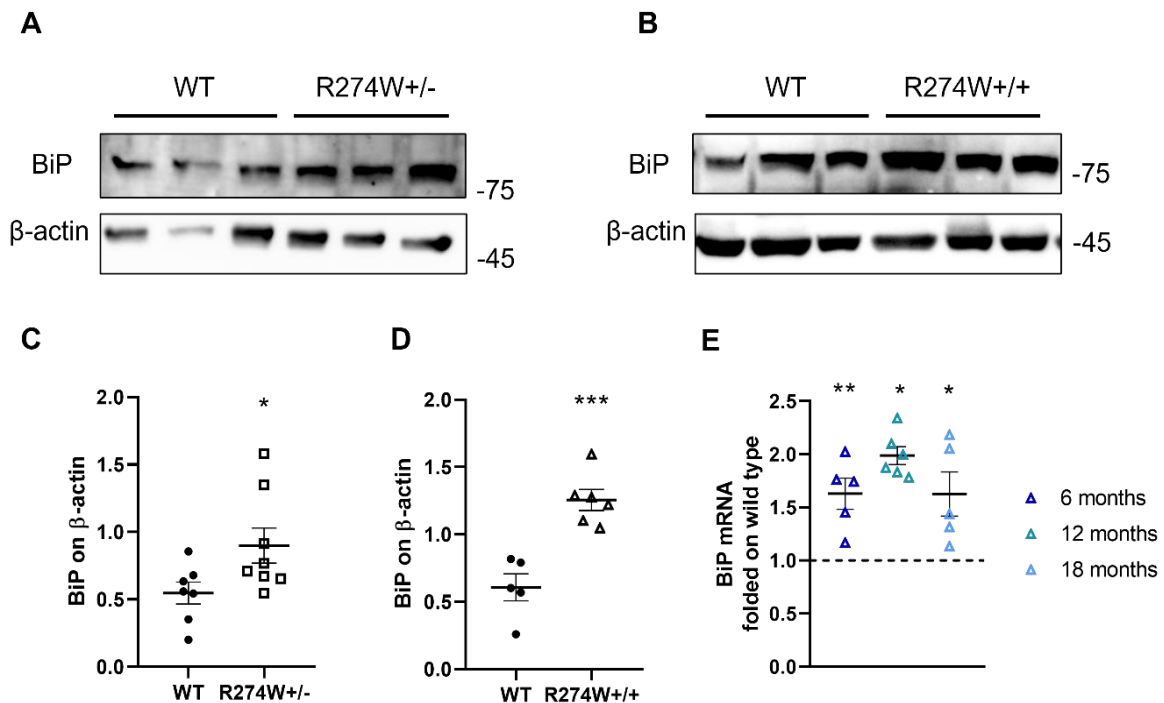 A
WT R274W+/-
BiP
-75
β-actin
-45
B
WT R274W+/+
BiP
-75
β-actin
-45
C
BiP on β-actin
2.0
1.5
1.0
0.5
0.0
*
WT R274W+/-
D
BiP on β-actin
2.0
1.5
1.0
0.5
0.0
***
WT R274W+/+
E
BiP mRNA
folded on wild type
2.5
2.0
1.5
1.0
0.5
0.0
** * *
6 months
12 months
18 months